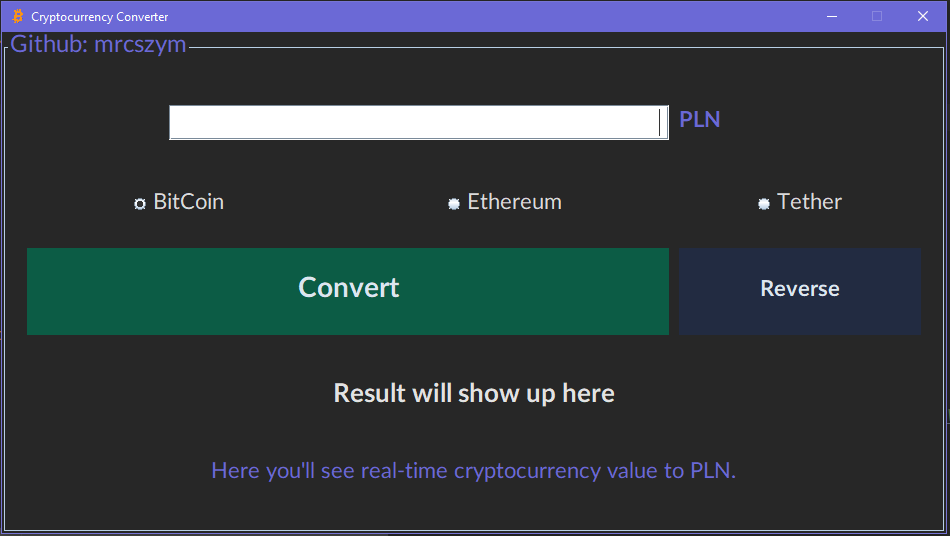 Cryptocurrency Converter
Github: mrcszym
PLN
BitCoin
Ethereum
Tether
Convert
Reverse
Result will show up here
Here you'll see real-time cryptocurrency value to PLN.